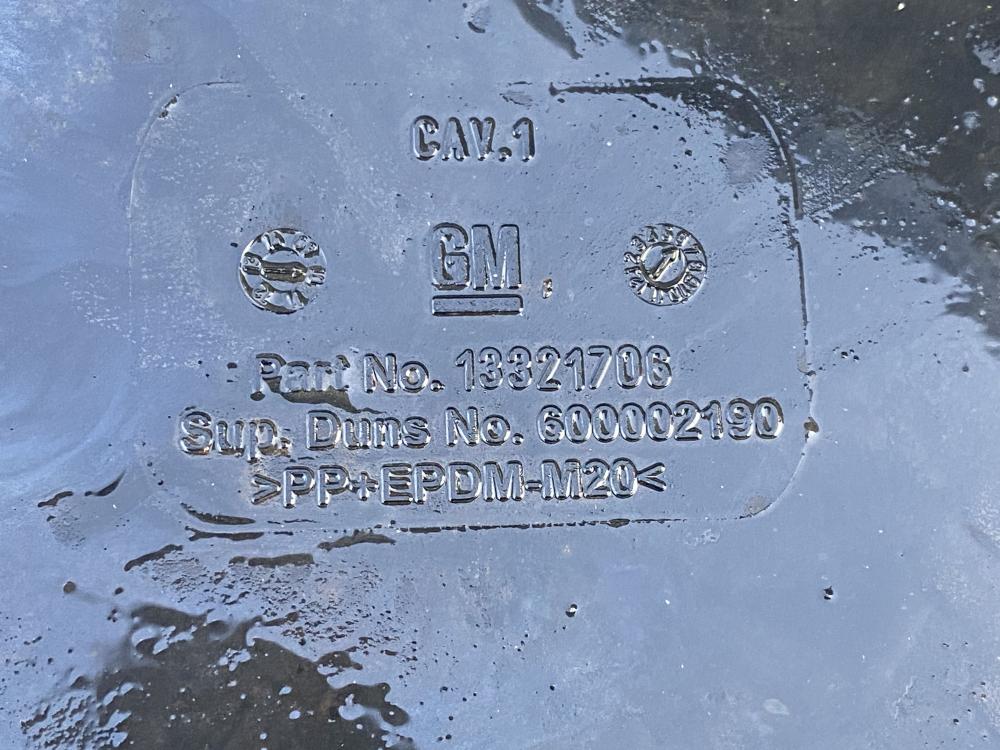 CAV.1
GM
Part No. 13321706
Sup. Duns No. 600002190
>PP+EPDM-M20<